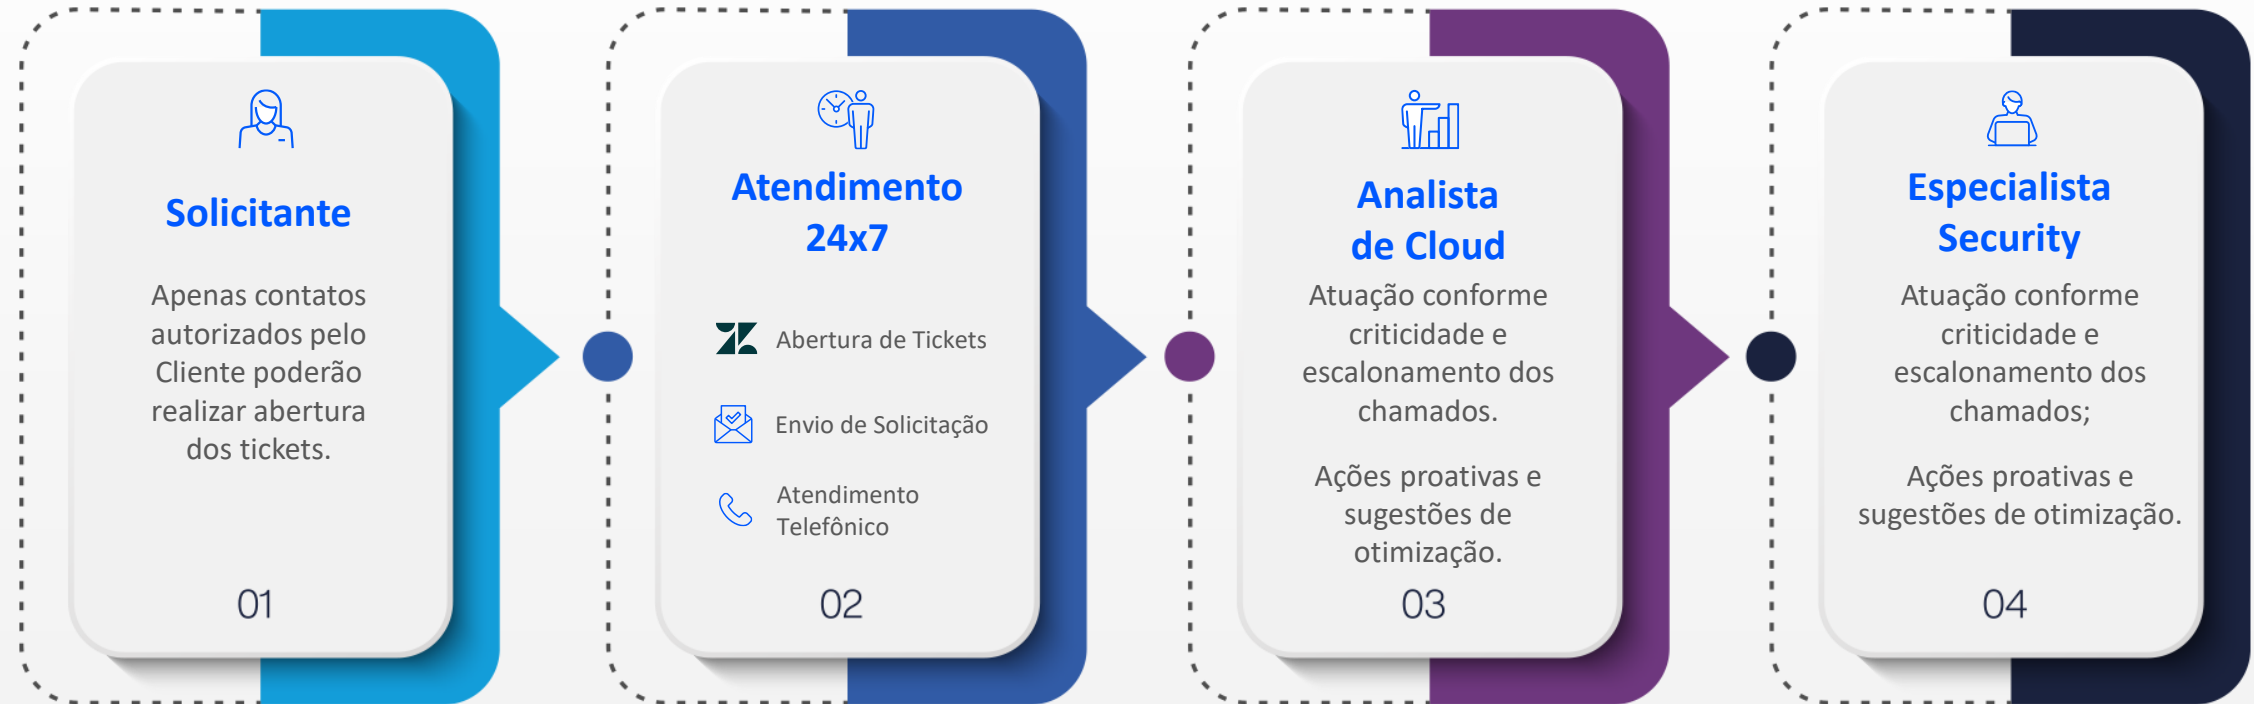 Solicitante
Apenas contatos
autorizados pelo
Cliente poderão
realizar abertura
dos tickets.
01
Atendimento
24x7
Abertura de Tickets
Envio de Solicitação
Atendimento
Telefônico
02
Analista
de Cloud
Atuação conforme
criticidade e
escalonamento dos
chamados.
Ações proativas e
sugestões de
otimização.
03
Especialista
Security
Atuação conforme
criticidade e
escalonamento dos
chamados;
Ações proativas e
sugestões de otimização.
04